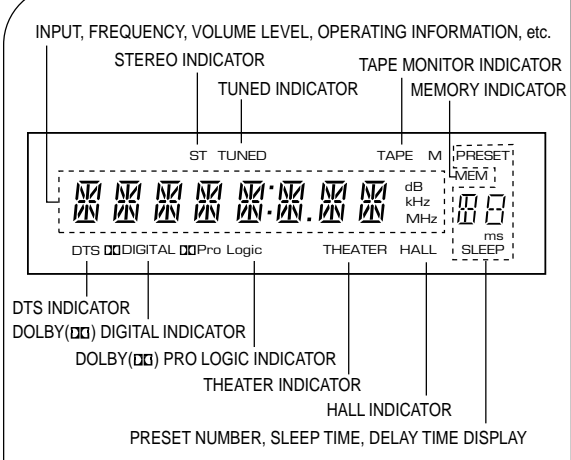 INPUT, FREQUENCY, VOLUME LEVEL, OPERATING INFORMATION, etc.
STEREO INDICATOR
TAPE MONITOR INDICATOR
TUNED INDICATOR
MEMORY INDICATOR
ST TUNED TAPE M PRESET
MEM
dB
kHz
MHz
ms
DTS DIGITAL Pro Logic THEATER HALL SLEEP
DTS INDICATOR
DOLBY( ) DIGITAL INDICATOR
DOLBY( ) PRO LOGIC INDICATOR
THEATER INDICATOR
HALL INDICATOR
PRESET NUMBER, SLEEP TIME, DELAY TIME DISPLAY